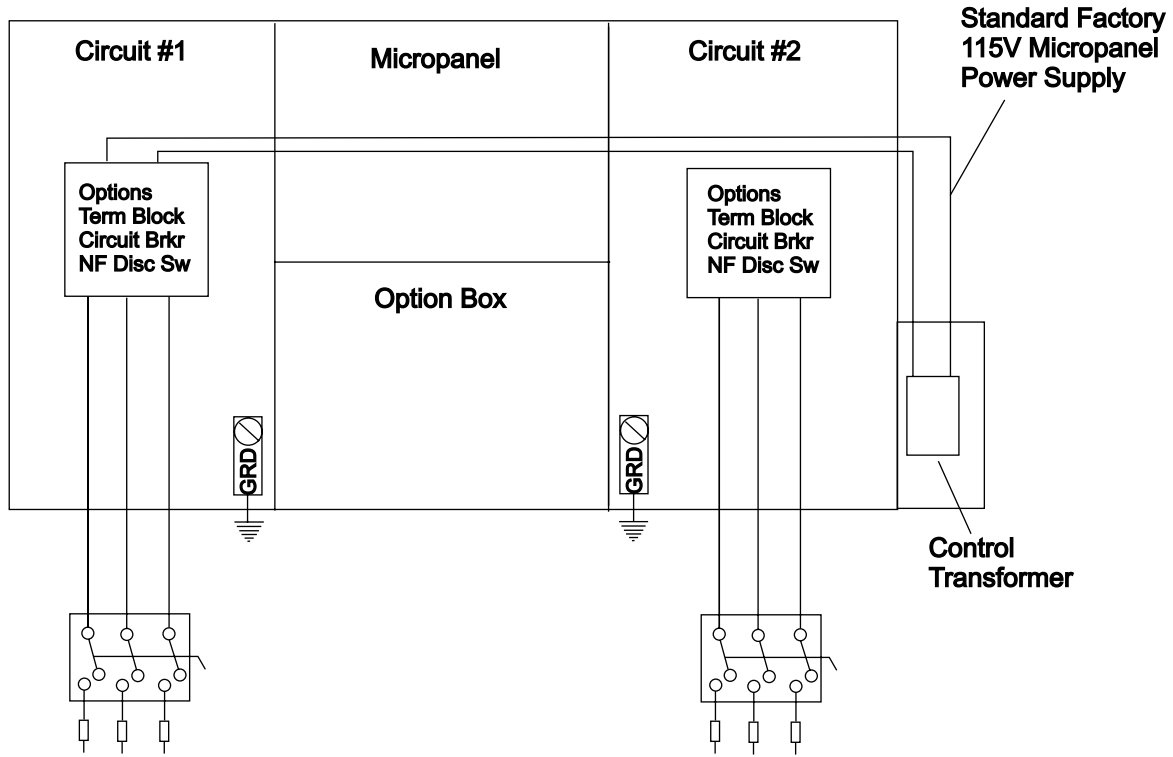 Standard Factory
115V Micropanel
Power Supply
Circuit #1
Micropanel
Circuit #2
Options
Term Block
Circuit Brkr
NF Disc Sw
Options
Term Block
Circuit Brkr
NF Disc Sw
Option Box
GRD
GRD
Control
Transformer